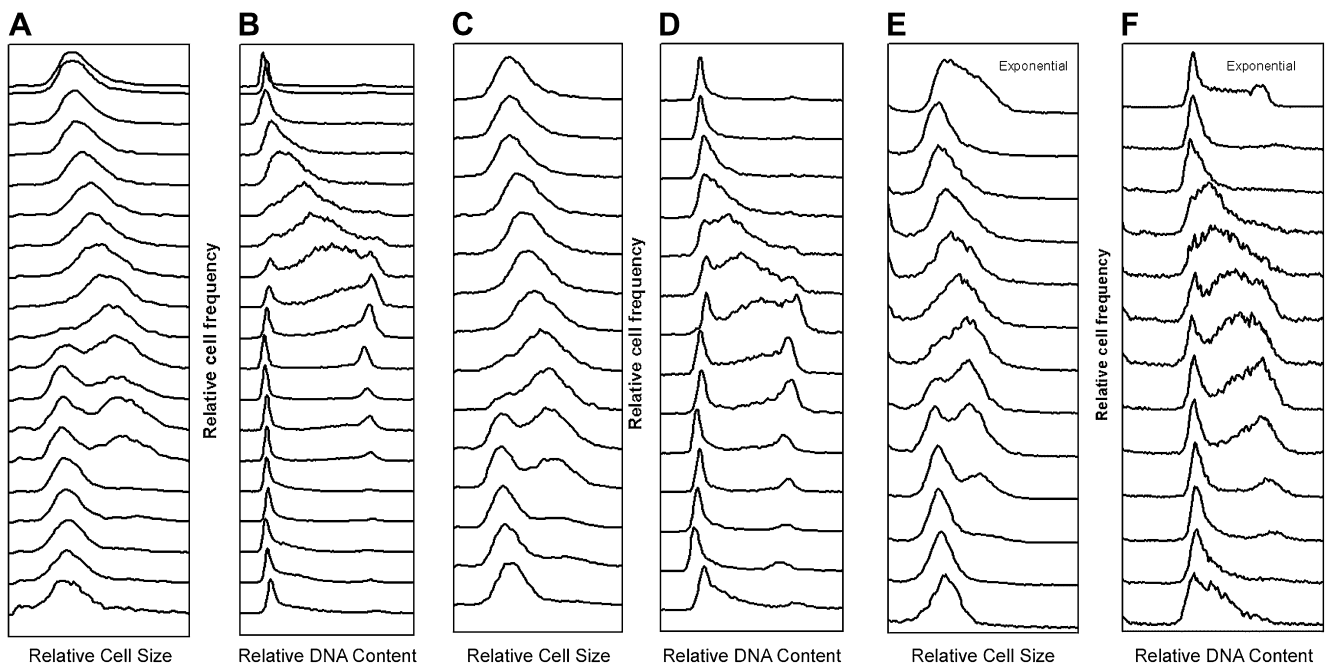 A
B
C
D
E
F
Exponential
Exponential
Relative cell frequency
Relative cell frequency
Relative cell frequency
Relative Cell Size
Relative DNA Content
Relative Cell Size
Relative DNA Content
Relative Cell Size
Relative DNA Content